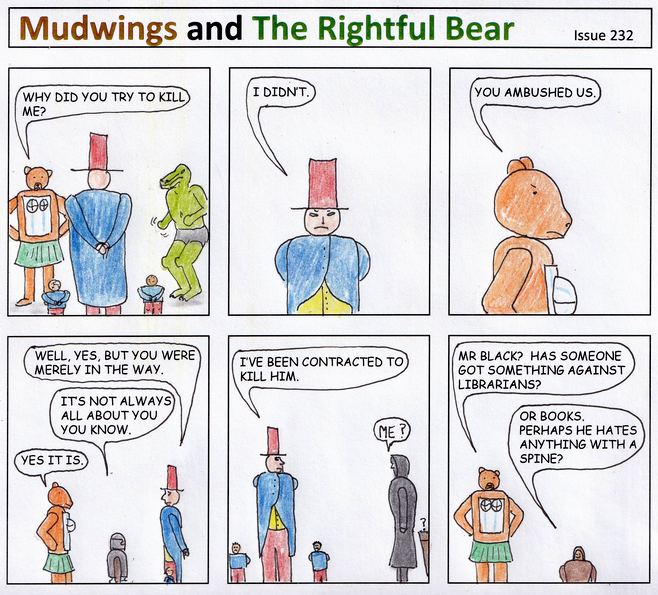 Mudwings and The Rightful Bear
Issue 232
WHY DID YOU TRY TO KILL
ME?
I DIDN'T.
YOU AMBUSHED US.
WELL, YES, BUT YOU WERE
MERELY IN THE WAY.
IT'S NOT ALWAYS
ALL ABOUT YOU
YOU KNOW.
YES IT IS.
I'VE BEEN CONTRACTED TO
KILL HIM.
ME?
?
MR BLACK? HAS SOMEONE
GOT SOMETHING AGAINST
LIBRARIANS?
OR BOOKS.
PERHAPS HE HATES
ANYTHING WITH A
SPINE?